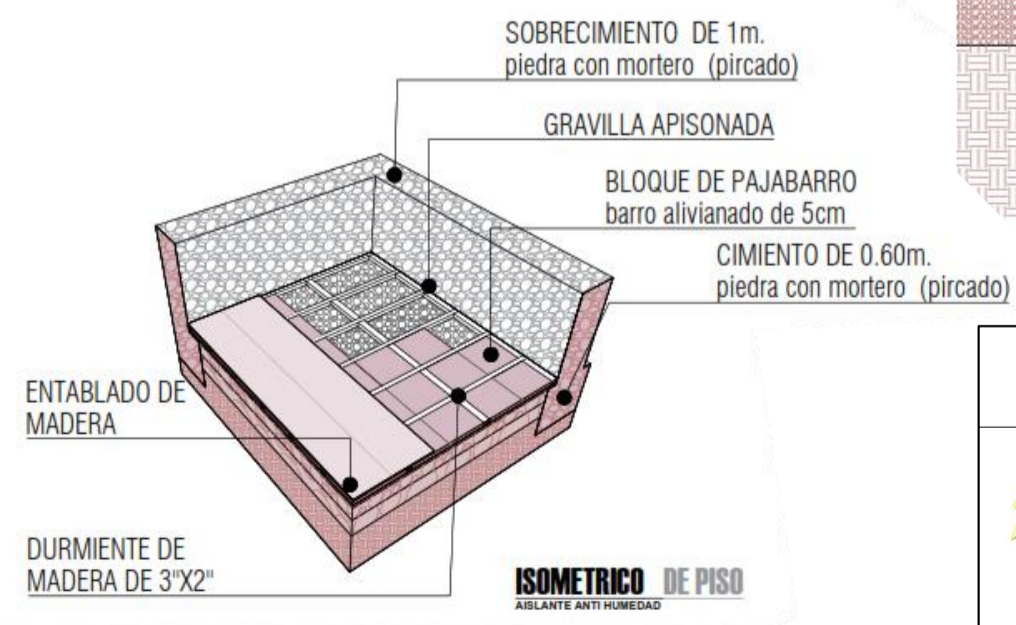 SOBRECIMIENTO DE 1m.
piedra con mortero (pircado)
GRAVILLA APISONADA
BLOQUE DE PAJABARRO
barro alivianado de 5cm
CIMIENTO DE 0.60m.
piedra con mortero (pircado)
ENTABLADO DE
MADERA
DURMIENTE DE
MADERA DE 3"X2"
ISOMETRICO DE PISO
AISLANTE ANTI HUMEDAD